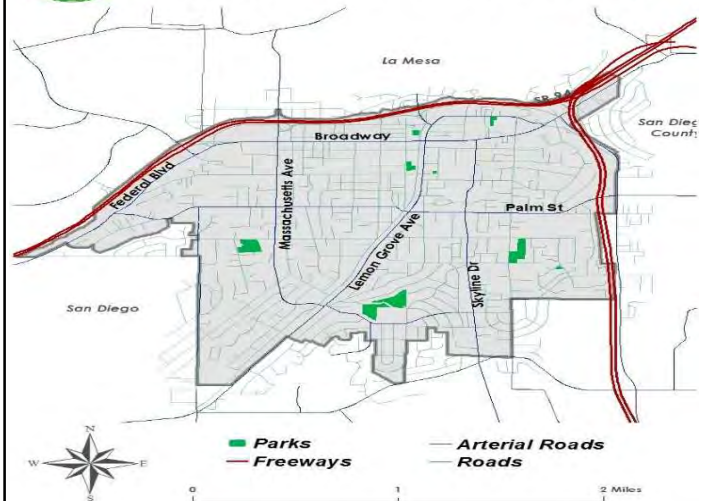 La Mesa
SR 94
San Dieg
County
Broadway
Federal Blvd
Massachusetts Ave
Palm St
Lemon Grove Ave
Skyline Dr
San Diego
N
W
E
S
Parks
Arterial Roads
Freeways
Roads
0
1
2 Miles